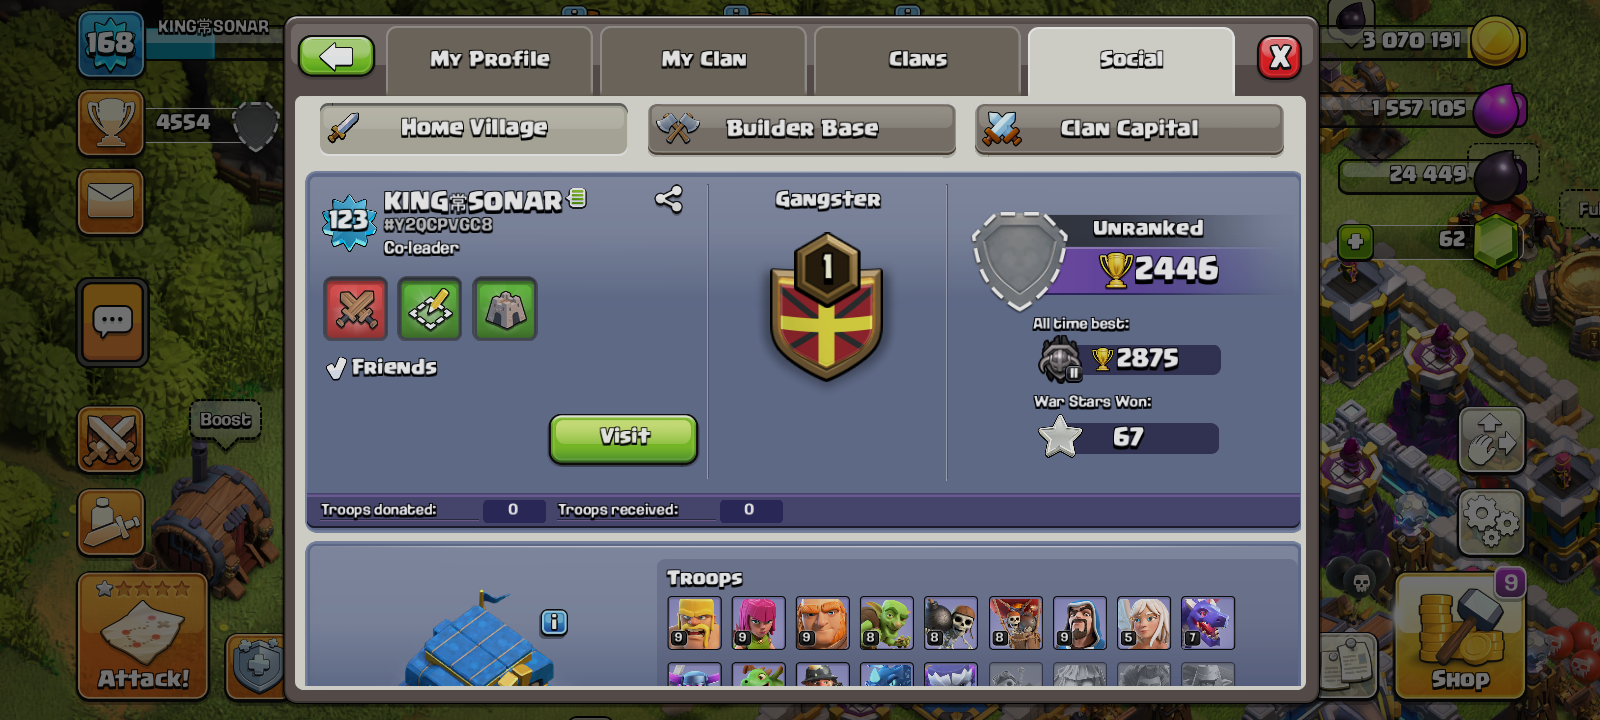 168
KING常SONAR
My Profile
My Clan
Clans
Social
X
3 070 191
4554
Home Village
Builder Base
Clan Capital
1 557 105
24 449
62
123
KING常SONAR
#Y2QCPVGC8
Co-leader
Friends
Visit
Gangster
1
Unranked
2446
All time best:
2875
War Stars Won:
67
Troops donated:
0
Troops received:
0
Troops
9
9
9
8
8
8
9
5
7
Boost
Attack!
9
Shop
Fu